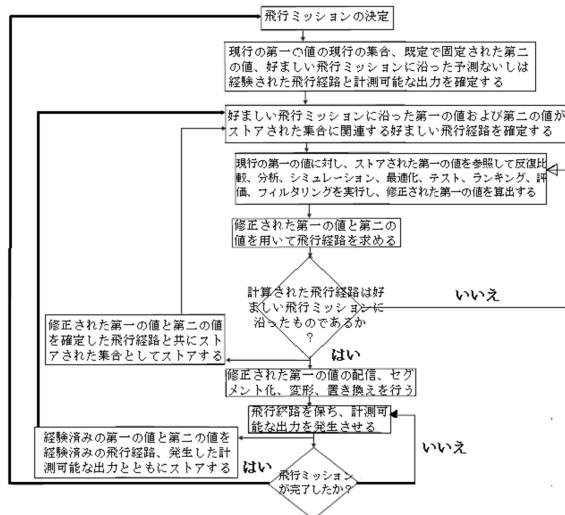 飛行ミッションの決定
現行の第一の値の現行の集合、既定で固定された第二
の値、好ましい飛行ミッションに沿った予測ないしは
経験された飛行経路と計測可能な出力を確定する
好ましい飛行ミッションに沿った第一の値および第二の値が
ストアされた集合に関連する好ましい飛行経路を確定する
現行の第一の値に対し、ストアされた第一の値を参照して反復比
較、分析、シミュレーション、最適化、テスト、ランキング、評
価、フィルタリングを実行し、修正された第一の値を算出する
修正された第一の値と第二の
値を用いて飛行経路を求める
計算された飛行経路は好
ましい飛行ミッションに
沿ったものであるか
?
いいえ
はい
修正された第一の値と第二の値
を確定した飛行経路と共にスト
アされた集合としてストアする
修正された第一の値の配信、セグ
メント化、変形、置き換えを行う
飛行経路を保ち、計測可
能な出力を発生させる
経験済みの第一の値と第二の値を
経験済みの飛行経路、発生した計
測可能な出力とともにストアする
はい
いいえ
飛行ミッション
が完了したか?